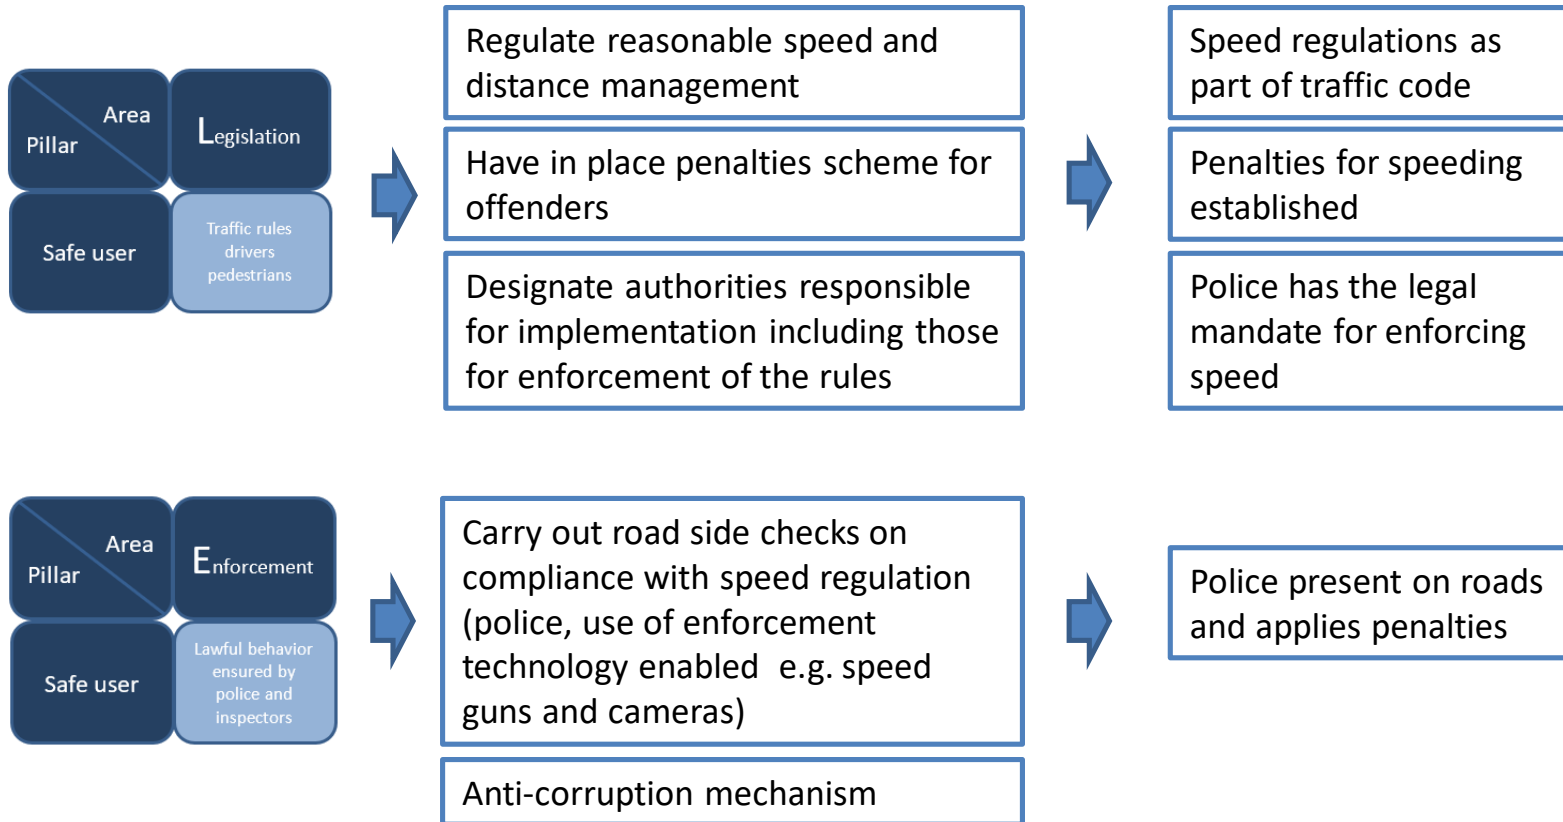 Area
Pillar
Legislation
Safe user
Traffic rules
drivers
pedestrians
Regulate reasonable speed and
distance management
Have in place penalties scheme for
offenders
Designate authorities responsible
for implementation including those
for enforcement of the rules
Speed regulations as
part of traffic code
Penalties for speeding
established
Police has the legal
mandate for enforcing
speed
Area
Pillar
Enforcement
Safe user
Lawful behavior
ensured by
police and
inspectors
Carry out road side checks on
compliance with speed regulation
(police, use of enforcement
technology enabled  e.g. speed
guns and cameras)
Anti-corruption mechanism
Police present on roads
and applies penalties